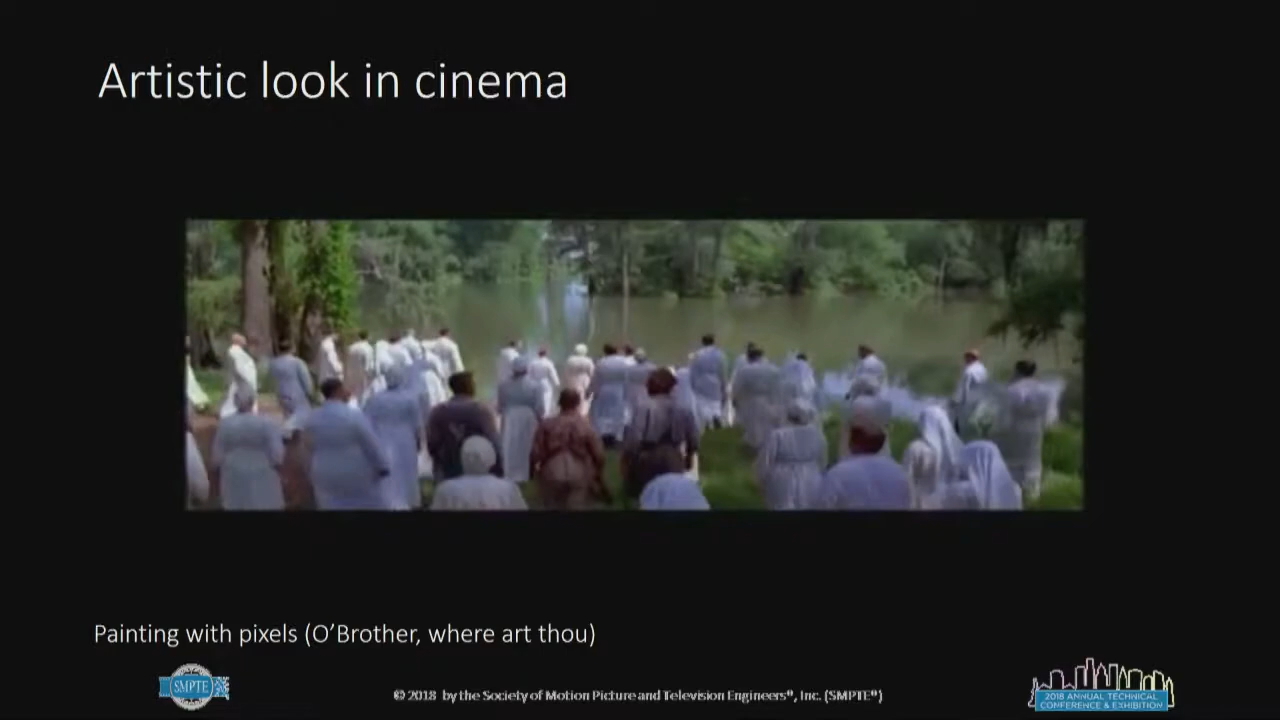 Artistic look in cinema
Painting with pixels (O’Brother, where art thou)
SMPTE
© 2018 by the Society of Motion Picture and Television Engineers®, Inc. (SMPTE®)
2018 ANNUAL TECHNICAL
CONFERENCE & EXHIBITION